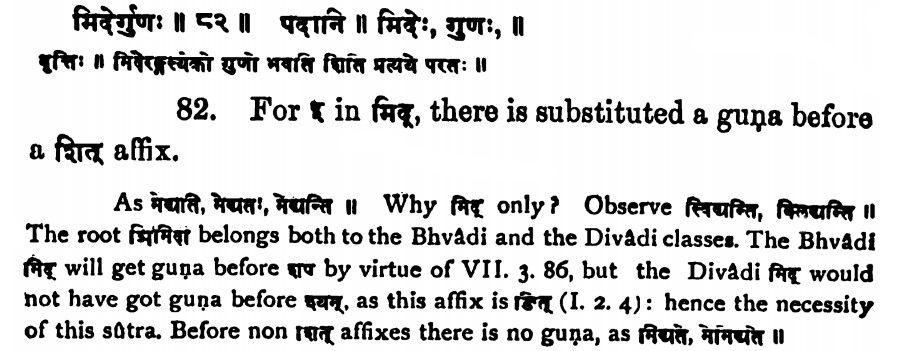 मिदेर्गुणः ॥ ८२ ॥ पदानि ॥ मिदेः, गुणः, ॥
वृत्तिः ॥ मिदेरङ्गस्येको गुणो भवति शिति प्रत्यये परतः ॥
82. For इ in मिद्, there is substituted a guṇa before
a शित् affix.
As मेद्यति, मेद्यतः, मेद्यन्ति ॥ Why मिद् only? Observe स्विद्यन्ति, क्लिद्यन्ति ॥
The root ञिमिदा belongs both to the Bhvâdi and the Divâdi classes. The Bhvâdi
मिद् will get guṇa before शप् by virtue of VII. 3. 86, but the Divâdi मिद् would
not have got guṇa before श्यन्, as this affix is ङित् (I. 2. 4): hence the necessity
of this sûtra. Before non शित् affixes there is no guṇa, as मिद्यते, मेमिद्यते ॥